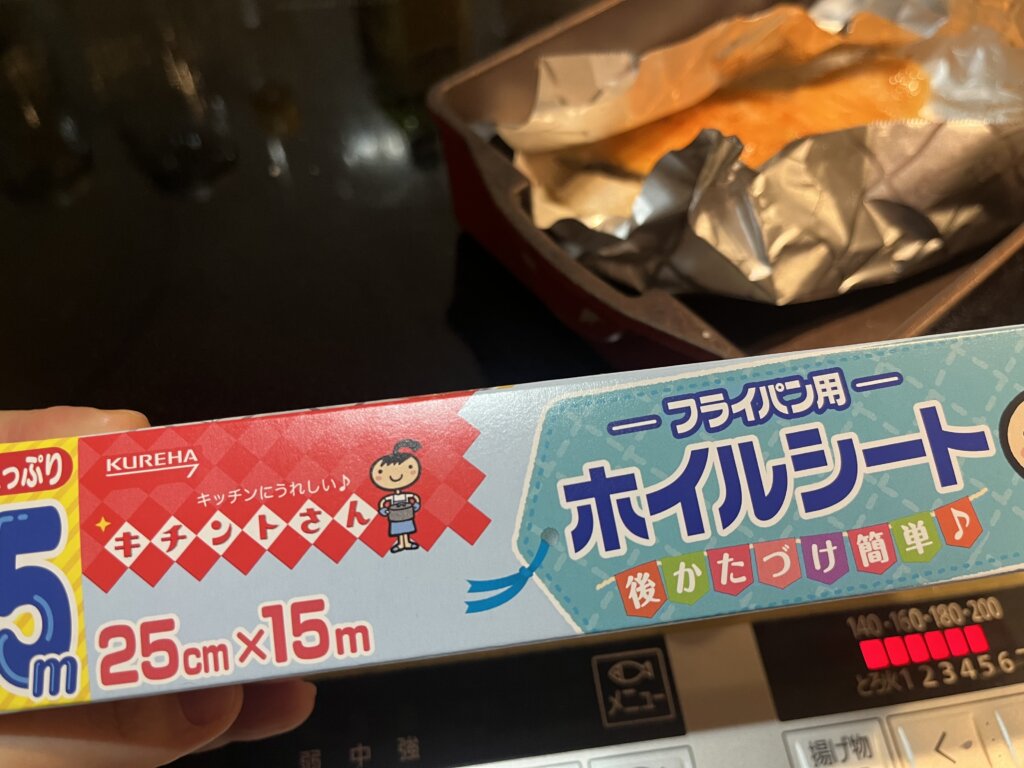 っぷり
5m
KUREHA
キッチンにうれしい♪
キチントさん
25cm×15m
フライパン用
ホイルシート
後かたづけ簡単♪
140-160-180-200
とろ火 1 2 3 4 5 6
メニュー
弱 中 強
揚げ物
<